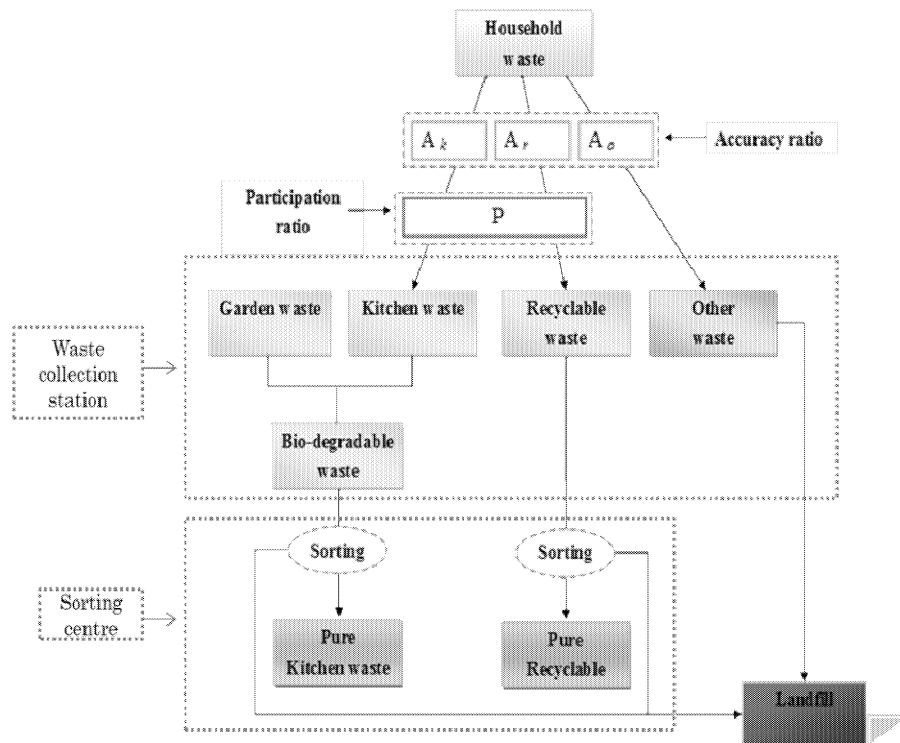 Household
waste
A k
A r
A o
Accuracy ratio
Participation
ratio
P
Garden waste
Kitchen waste
Recyclable
waste
Other
waste
Waste
collection
station
Bio-degradable
waste
Sorting
Sorting
Sorting
centre
Pure
Kitchen waste
Pure
Recyclable
Landfill